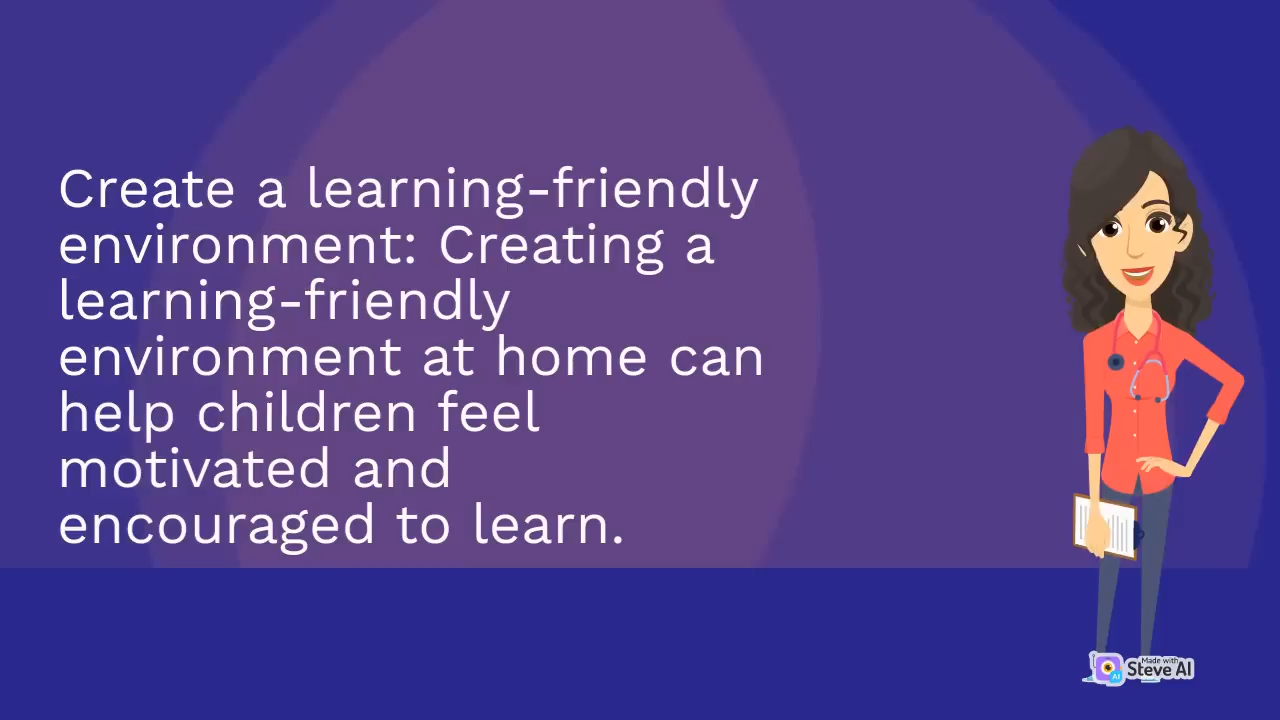 Create a learning-friendly
environment: Creating a
learning-friendly
environment at home can
help children feel
motivated and
encouraged to learn.
Made with
Steve AI
AI